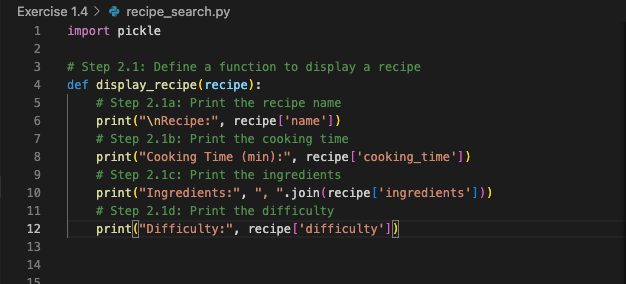 Exercise 1.4 > recipe_search.py
1 import pickle
2
3 # Step 2.1: Define a function to display a recipe
4 def display_recipe(recipe):
5     # Step 2.1a: Print the recipe name
6     print("\nRecipe:", recipe['name'])
7     # Step 2.1b: Print the cooking time
8     print("Cooking Time (min):", recipe['cooking_time'])
9     # Step 2.1c: Print the ingredients
10     print("Ingredients:", ", ".join(recipe['ingredients']))
11     # Step 2.1d: Print the difficulty
12     print("Difficulty:", recipe['difficulty'])
13
14
15